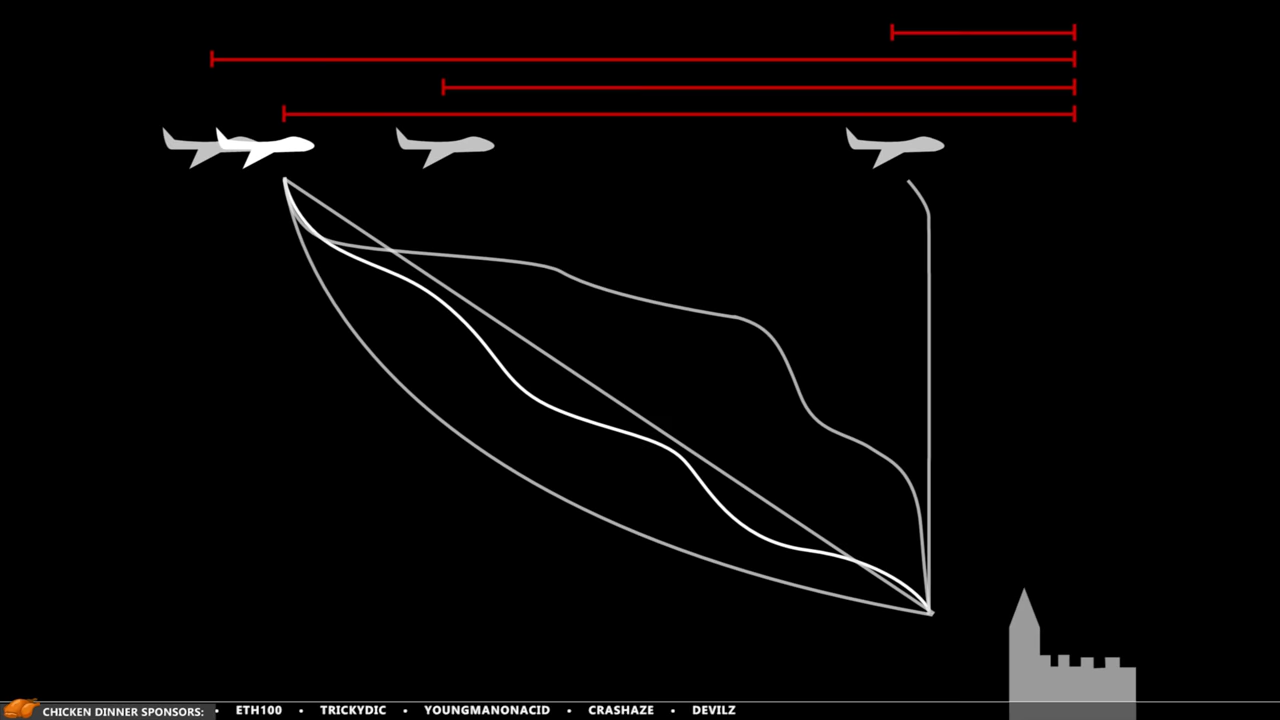 CHICKEN DINNER SPONSORS: • ETH100 • TRICKYDIC • YOUNGMANONACID • CRASHAZE • DEVILZ